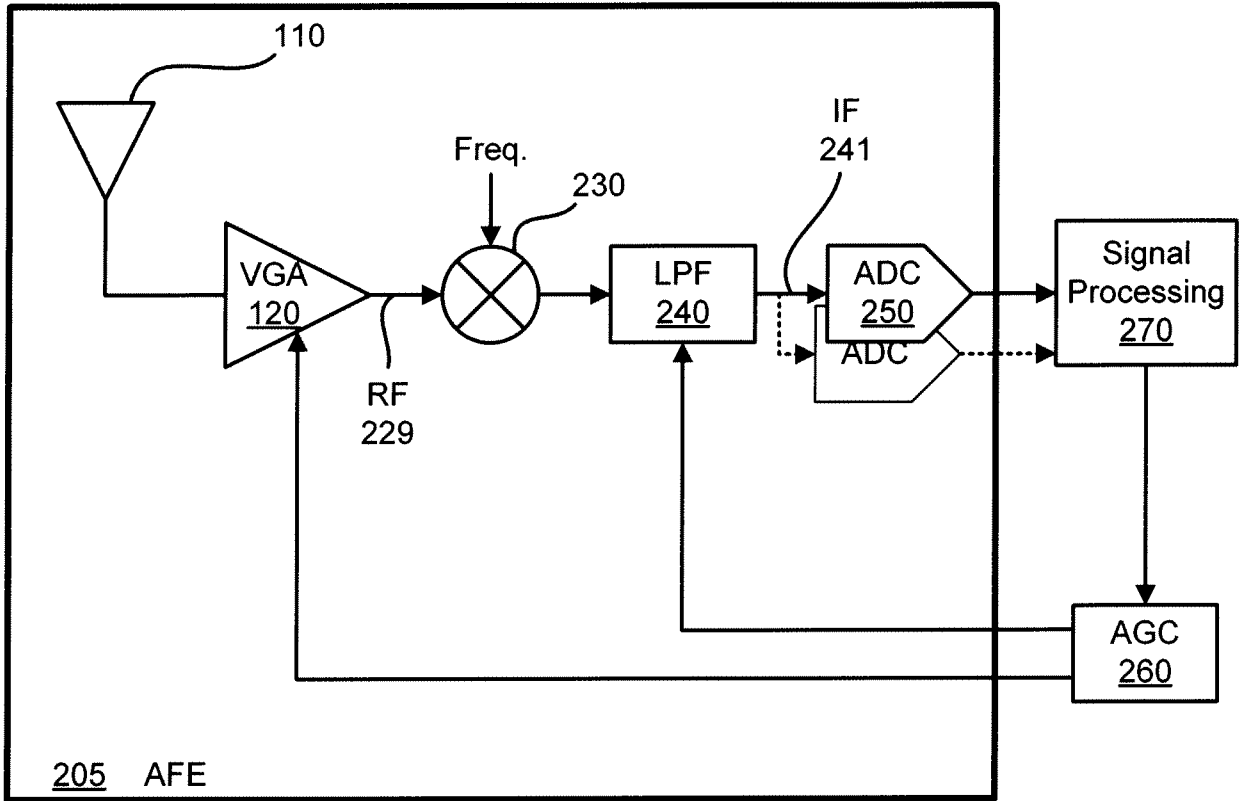 110
Freq.
230
IF
241
VGA
120
RF
229
LPF
240
ADC
250
ADC
Signal
Processing
270
AGC
260
205 AFE